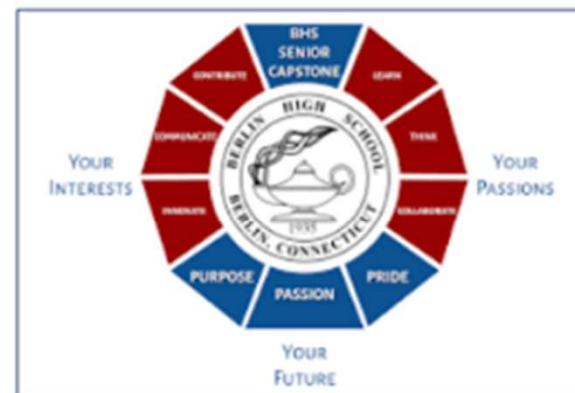 BHS
SENIOR
CAPSTONE
CONTRIBUTE
LEARN
COMMUNICATE
THINK
BERLIN HIGH SCHOOL
YOUR
INTERESTS
YOUR
PASSIONS
INNOVATE
COLLABORATE
1935
BERLIN, CONNECTICUT
PURPOSE
PASSION
PRIDE
YOUR
FUTURE